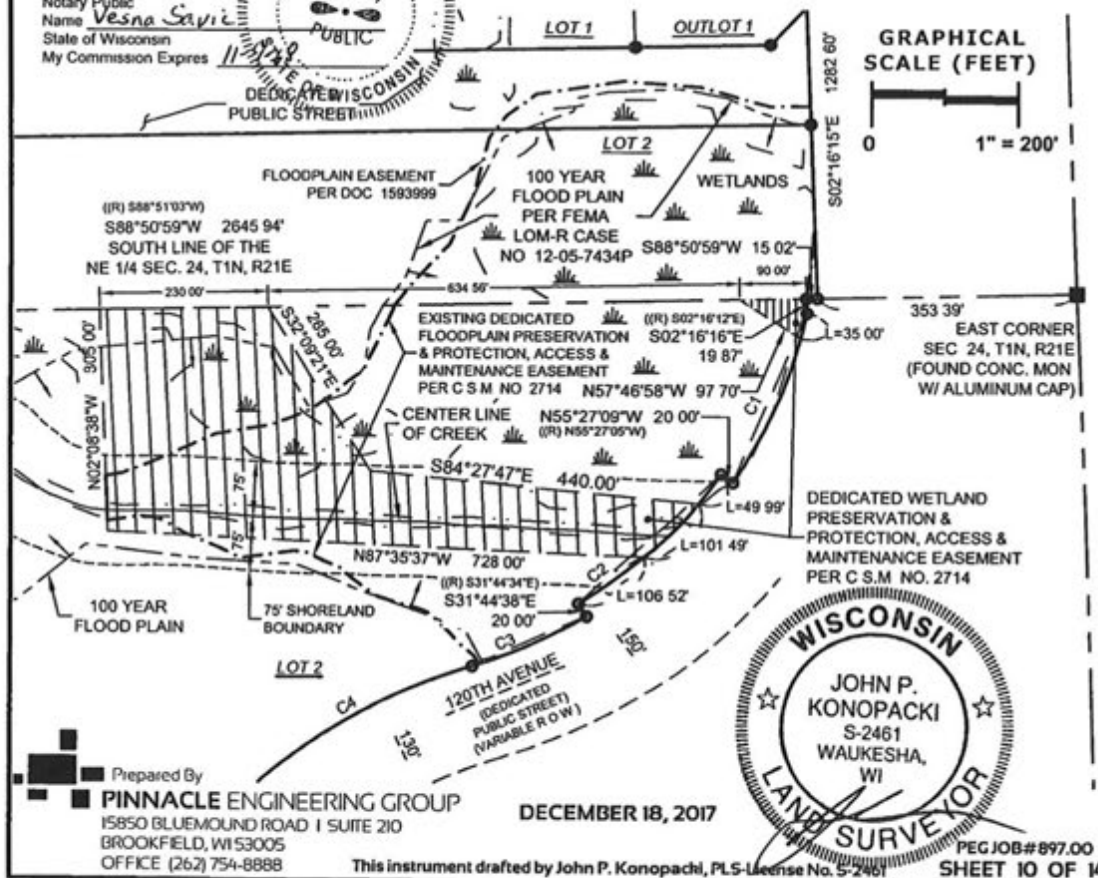 Notary Public
Name Vesna Savic
State of Wisconsin
My Commission Expires
PUBLIC
STATE OF WISCONSIN
LOT 1
OUTLOT 1
1282 60'
S02°16'15"E
GRAPHICAL
SCALE (FEET)
0 1" = 200'
DEDICATED
PUBLIC STREET
LOT 2
FLOODPLAIN EASEMENT
PER DOC 1593999
100 YEAR
FLOOD PLAIN
PER FEMA
LOM-R CASE
NO 12-05-7434P
WETLANDS
((R) S88°51'03"W)
S88°50'59"W 2645 94'
SOUTH LINE OF THE
NE 1/4 SEC. 24, T1N, R21E
S88°50'59"W 15 02'
230 00'
634 56'
90 00'
353 39'
EAST CORNER
SEC 24, T1N, R21E
(FOUND CONC. MON
W/ ALUMINUM CAP)
L=35 00'
EXISTING DEDICATED
FLOODPLAIN PRESERVATION
& PROTECTION, ACCESS &
MAINTENANCE EASEMENT
PER C S M NO 2714
((R) S02°16'12"E)
S02°16'16"E
19 87'
N57°46'58"W 97 70'
C1
N02°08'38"W 305 00'
S32°09'21"E
265 00'
CENTER LINE
OF CREEK
N55°27'09"W 20 00'
((R) N55°27'05"W)
S84°27'47"E 440.00'
75'
75'
L=49 99'
L=101 49'
DEDICATED WETLAND
PRESERVATION &
PROTECTION, ACCESS &
MAINTENANCE EASEMENT
PER C S.M NO. 2714
N87°35'37"W 728 00'
((R) S31°44'34"E)
S31°44'38"E
20 00'
C2
L=106 52'
100 YEAR
FLOOD PLAIN
75' SHORELAND
BOUNDARY
C3
150'
LOT 2
120TH AVENUE
(DEDICATED
PUBLIC STREET)
(VARIABLE R O W )
C4
130'
WISCONSIN
JOHN P.
KONOPACKI
S-2461
WAUKESHA,
WI
LAND SURVEYOR
Prepared By
PINNACLE ENGINEERING GROUP
15850 BLUEMOUND ROAD | SUITE 210
BROOKFIELD, WI 53005
OFFICE (262) 754-8888
DECEMBER 18, 2017
This instrument drafted by John P. Konopacki, PLS-License No. S-2461
PEG JOB#897.00
SHEET 10 OF 14